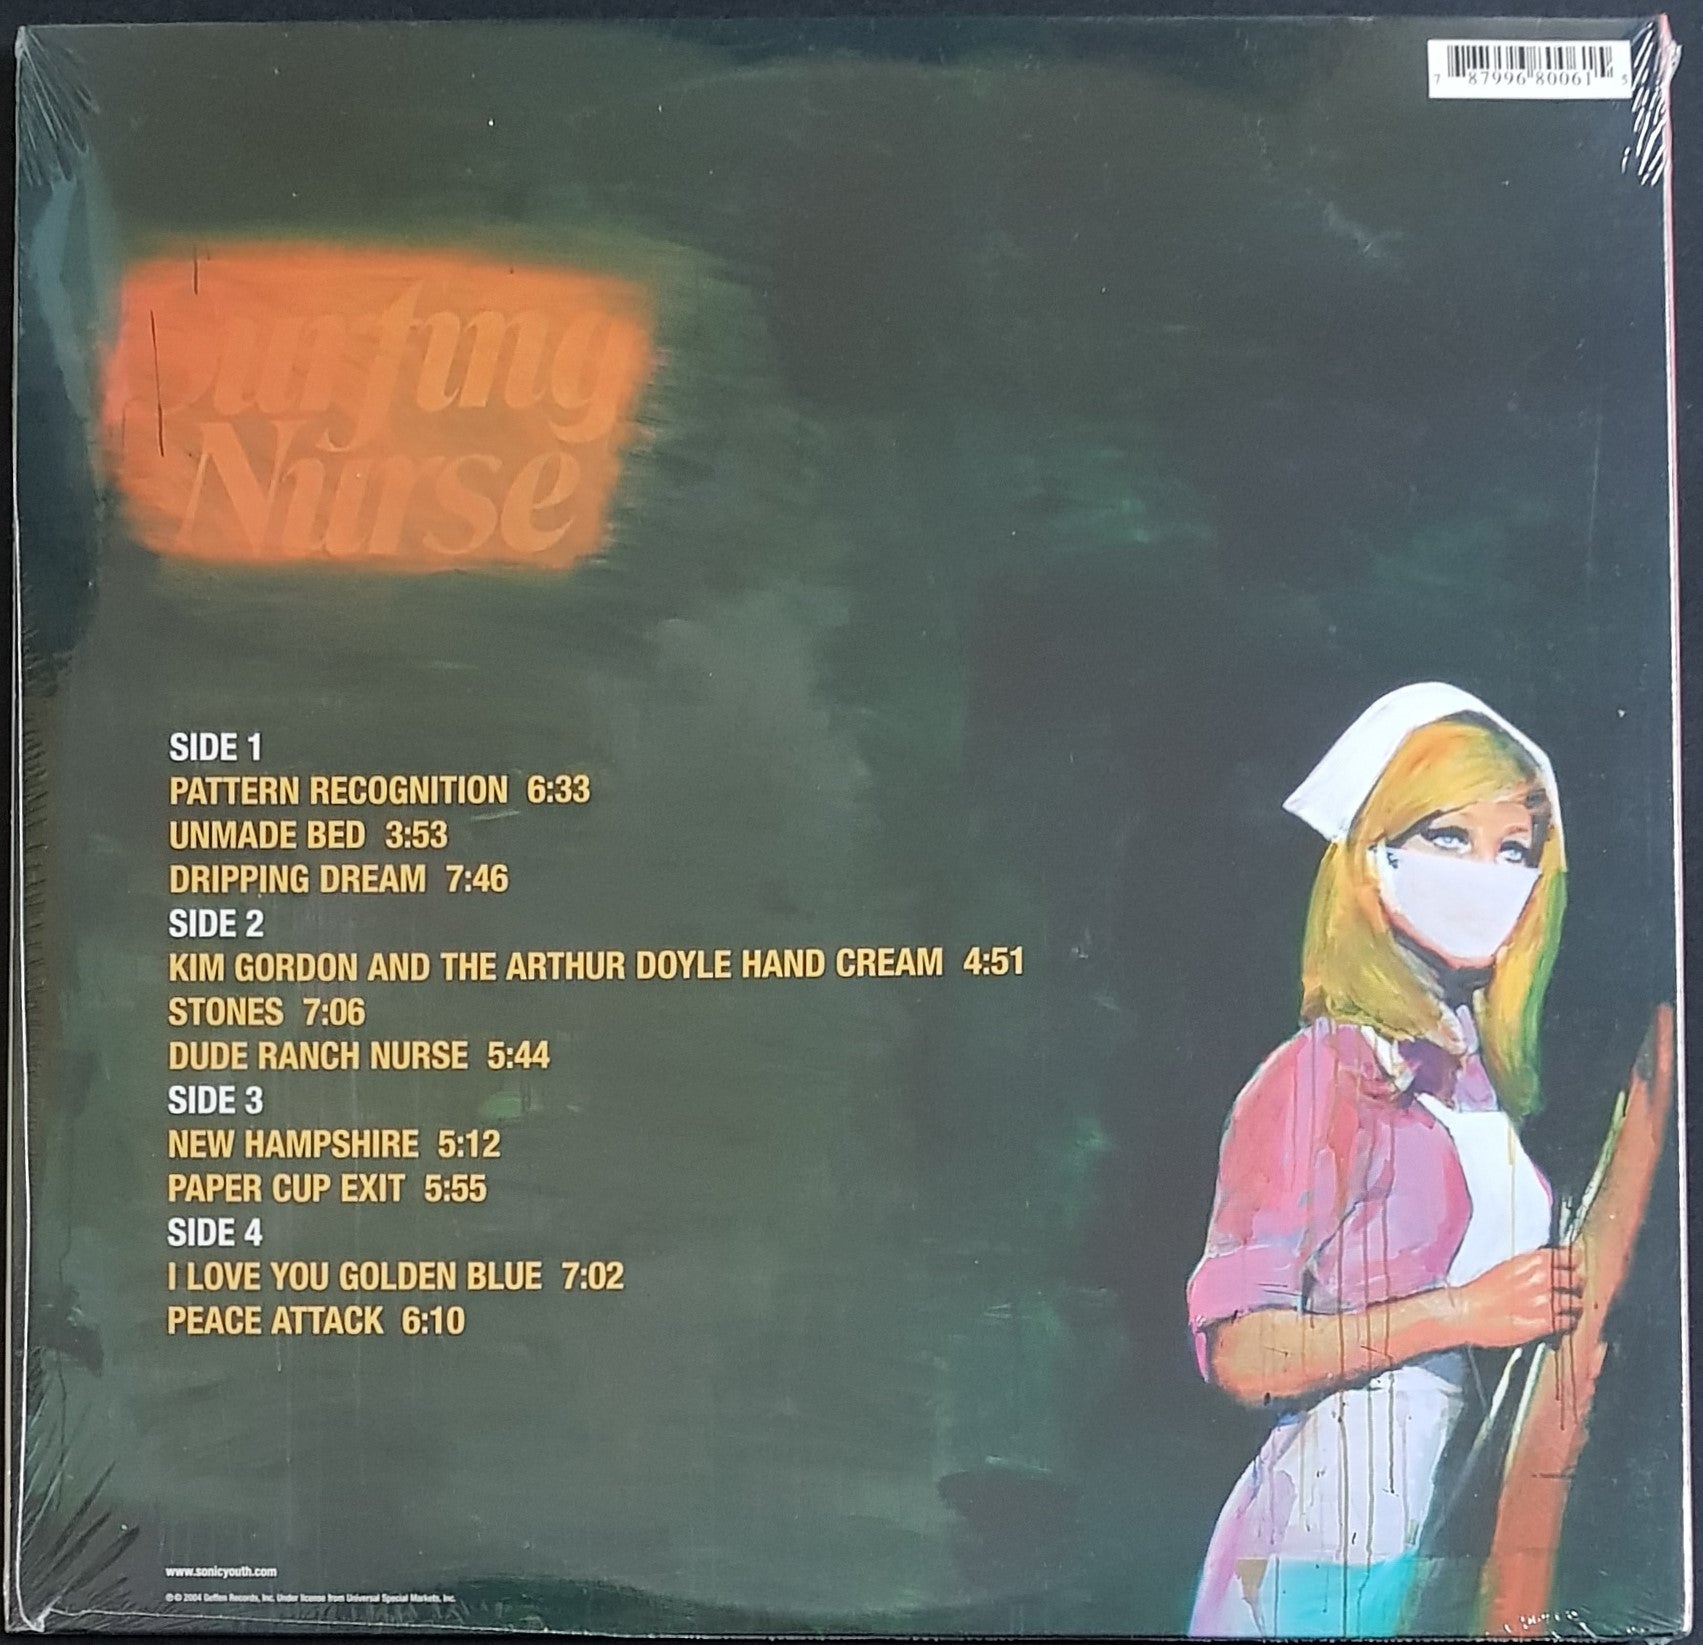 7 87996 80061 5
Surfing
Nurse
SIDE 1
PATTERN RECOGNITION 6:33
UNMADE BED 3:53
DRIPPING DREAM 7:46
SIDE 2
KIM GORDON AND THE ARTHUR DOYLE HAND CREAM 4:51
STONES 7:06
DUDE RANCH NURSE 5:44
SIDE 3
NEW HAMPSHIRE 5:12
PAPER CUP EXIT 5:55
SIDE 4
I LOVE YOU GOLDEN BLUE 7:02
PEACE ATTACK 6:10
www.sonicyouth.com
℗© 2004 Geffen Records, Inc. Under license from Universal Special Markets, Inc.